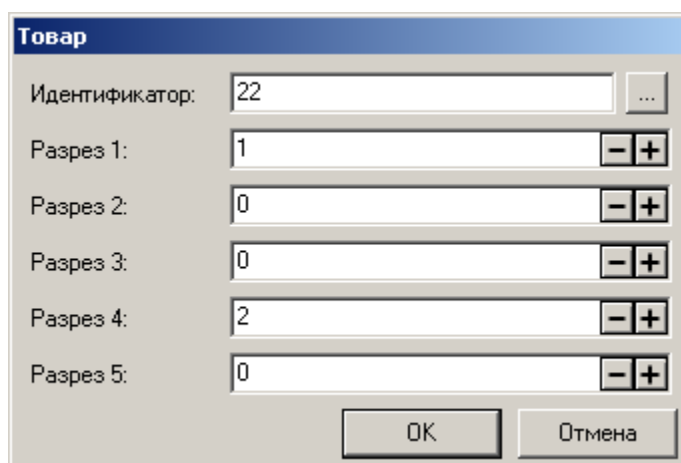 Товар
Идентификатор: 22 ...
Разрез 1: 1 - +
Разрез 2: 0 - +
Разрез 3: 0 - +
Разрез 4: 2 - +
Разрез 5: 0 - +
OK Отмена